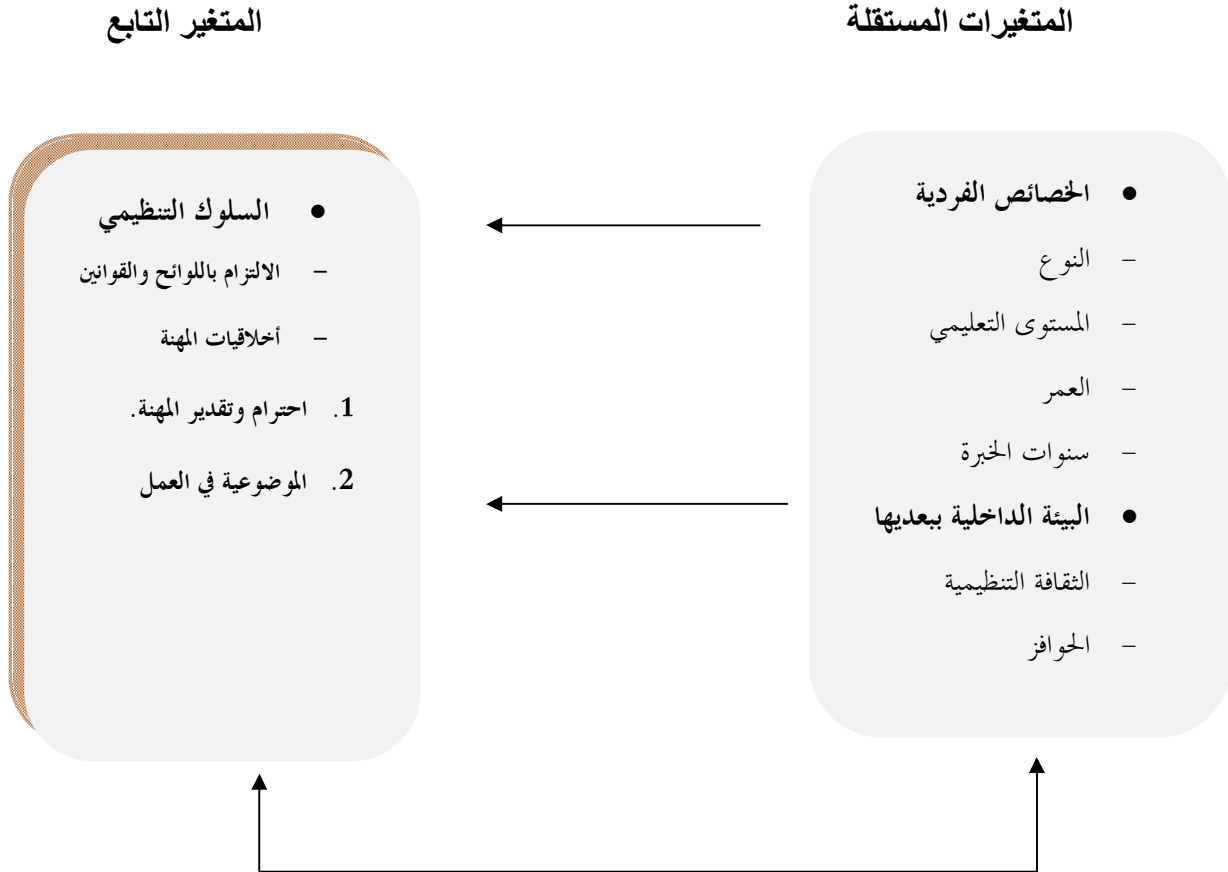 المتغيرات المستقلة
● الخصائص الفردية
– النوع
– المستوى التعليمي
– العمر
– سنوات الخبرة
● البيئة الداخلية ببعديها
– الثقافة التنظيمية
– الحوافز
المتغير التابع
● السلوك التنظيمي
– الالتزام باللوائح والقوانين
– أخلاقيات المهنة
1. احترام وتقدير المهنة.
2. الموضوعية في العمل